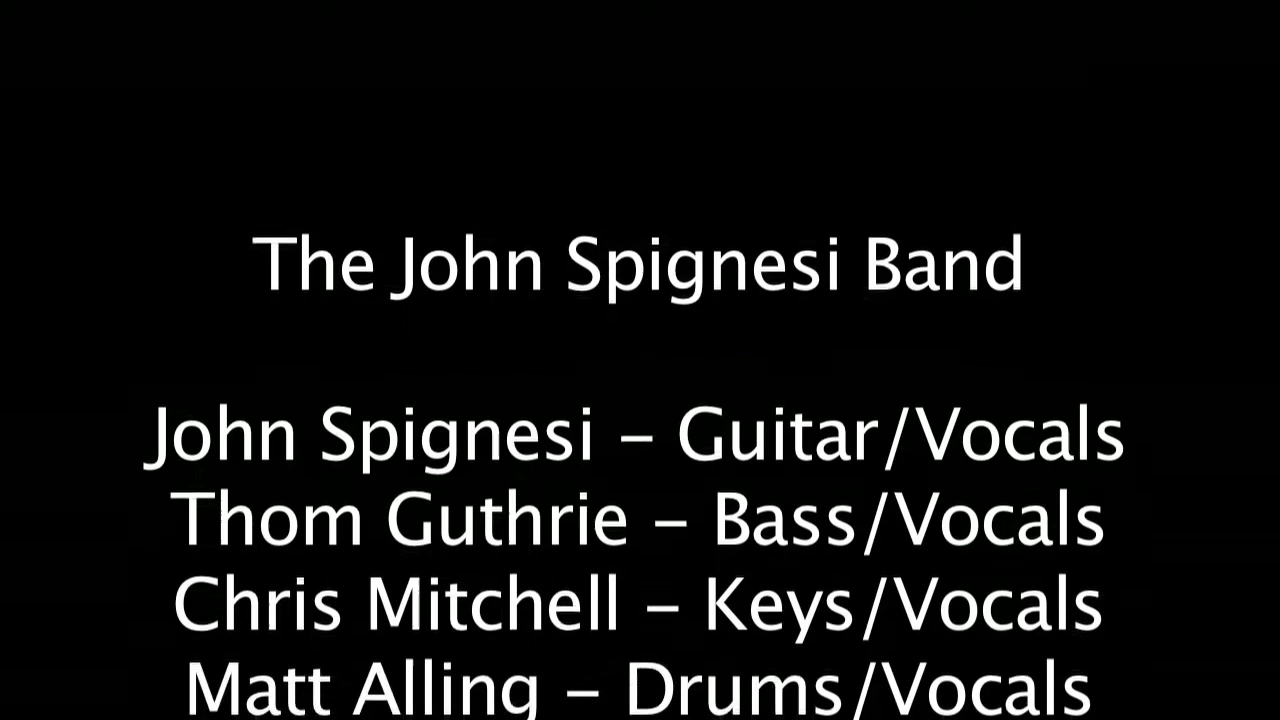 The John Spignesi Band
John Spignesi – Guitar/Vocals
Thom Guthrie – Bass/Vocals
Chris Mitchell – Keys/Vocals
Matt Alling – Drums/Vocals